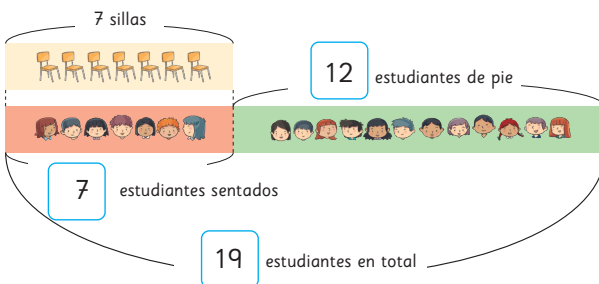 7 sillas
12 estudiantes de pie
7 estudiantes sentados
19 estudiantes en total